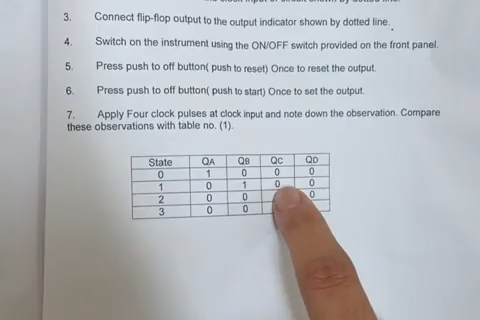 3. Connect flip-flop output to the output indicator shown by dotted line.
4. Switch on the instrument using the ON/OFF switch provided on the front panel.
5. Press push to off button( push to reset) Once to reset the output.
6. Press push to off button( push to start) Once to set the output.
7. Apply Four clock pulses at clock input and note down the observation. Compare
these observations with table no. (1).
State QA QB QC QD
0 1 0 0 0
1 0 1 0 0
2 0 0 0
3 0 0